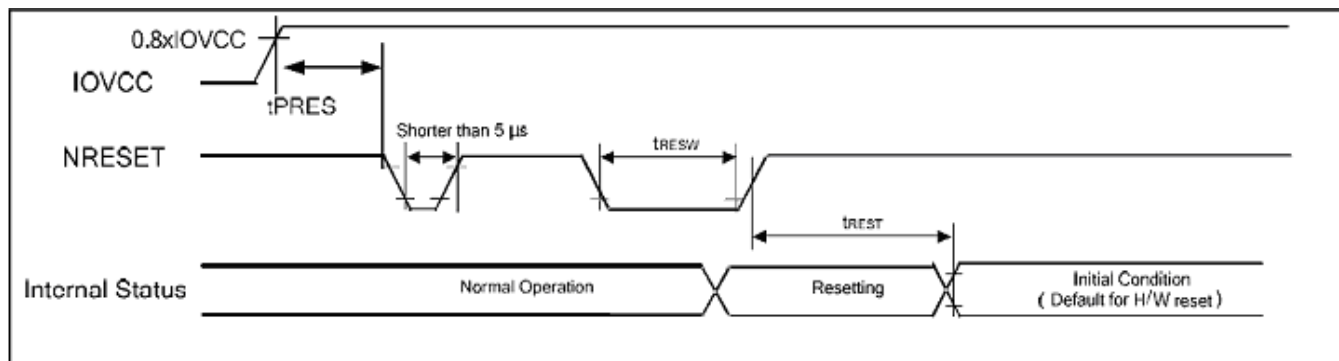 0.8xIOVCC
IOVCC
tPRES
Shorter than 5 µs
NRESET
tRESW
tREST
Internal Status
Normal Operation
Resetting
Initial Condition
( Default for H/W reset )